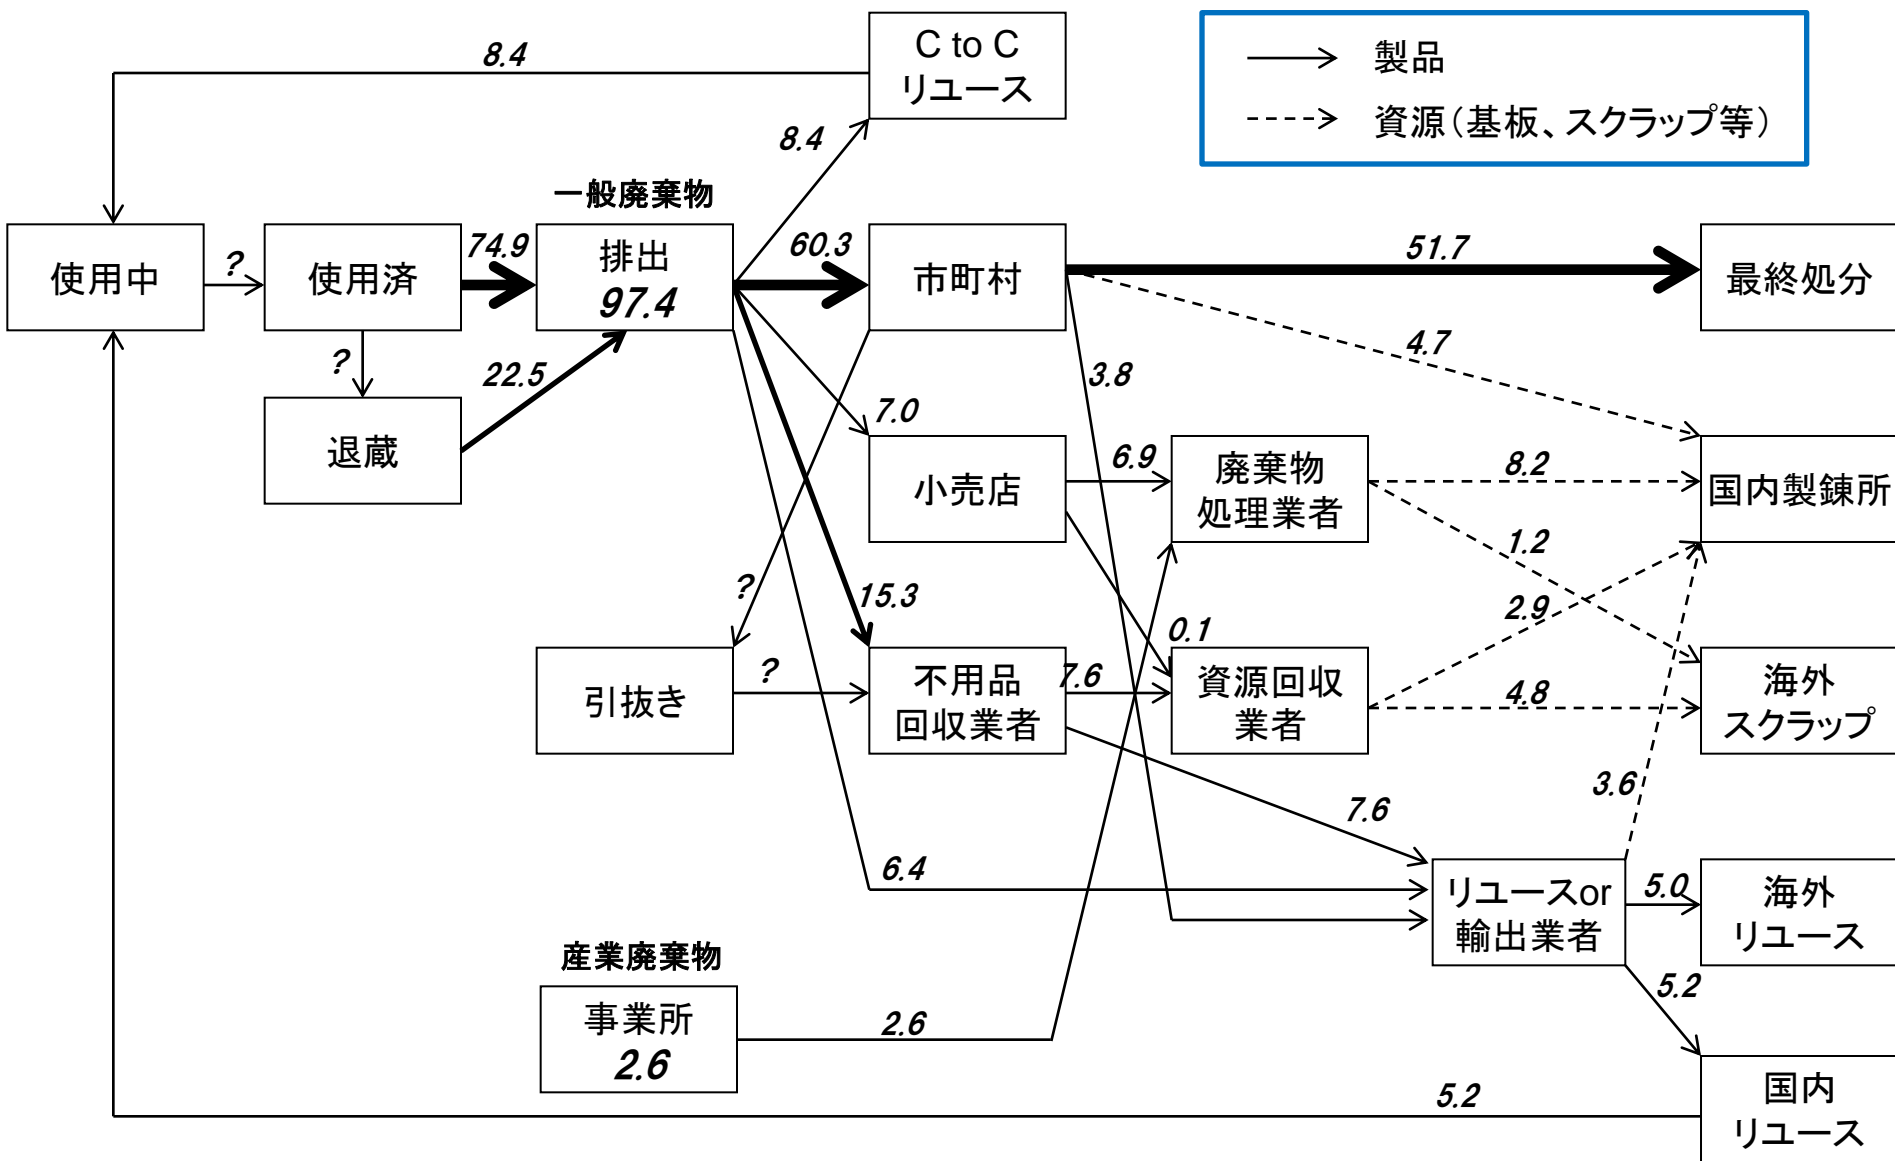 C to C
リユース
8.4
製品
資源（基板、スクラップ等）
8.4
一般廃棄物
使用中
?
使用済
74.9
排出
97.4
60.3
市町村
51.7
最終処分
?
22.5
退蔵
7.0
3.8
4.7
小売店
6.9
廃棄物
処理業者
8.2
国内製錬所
1.2
?
15.3
0.1
2.9
引抜き
?
不用品
回収業者
7.6
資源回収
業者
4.8
海外
スクラップ
3.6
7.6
6.4
リユースor
輸出業者
5.0
海外
リユース
産業廃棄物
事業所
2.6
2.6
5.2
5.2
国内
リユース